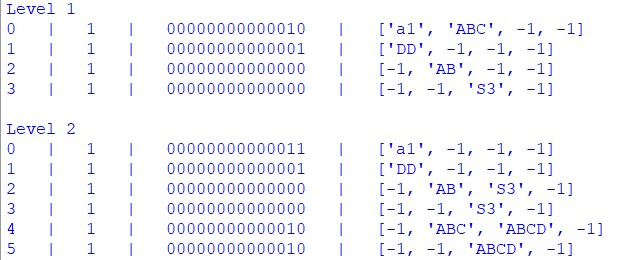 Level 1
0 | 1 | 00000000000010 | ['a1', 'ABC', -1, -1]
1 | 1 | 00000000000001 | ['DD', -1, -1, -1]
2 | 1 | 00000000000000 | [-1, 'AB', -1, -1]
3 | 1 | 00000000000000 | [-1, -1, 'S3', -1]
Level 2
0 | 1 | 00000000000011 | ['a1', -1, -1, -1]
1 | 1 | 00000000000001 | ['DD', -1, -1, -1]
2 | 1 | 00000000000000 | [-1, 'AB', 'S3', -1]
3 | 1 | 00000000000000 | [-1, -1, 'S3', -1]
4 | 1 | 00000000000010 | [-1, 'ABC', 'ABCD', -1]
5 | 1 | 00000000000010 | [-1, -1, 'ABCD', -1]